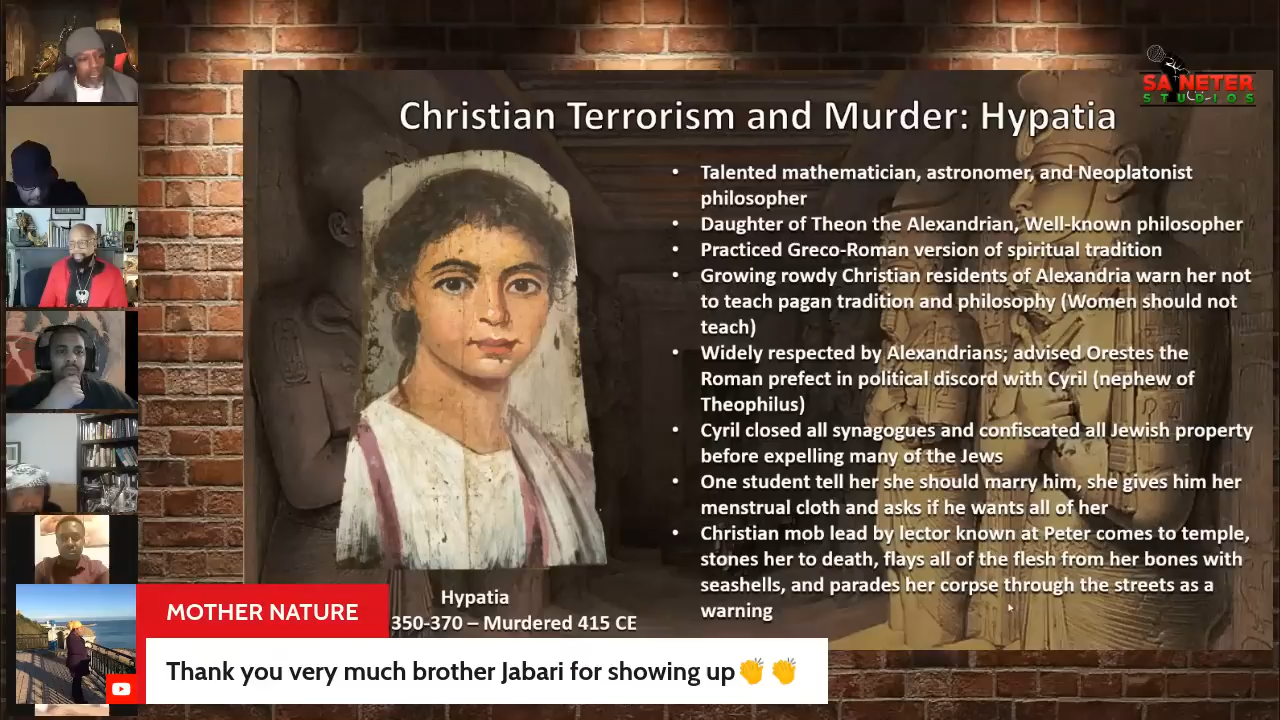 SA NETER
STUDIOS
Christian Terrorism and Murder: Hypatia
• Talented mathematician, astronomer, and Neoplatonist
philosopher
• Daughter of Theon the Alexandrian, Well-known philosopher
• Practiced Greco-Roman version of spiritual tradition
• Growing rowdy Christian residents of Alexandria warn her not
to teach pagan tradition and philosophy (Women should not
teach)
• Widely respected by Alexandrians; advised Orestes the
Roman prefect in political discord with Cyril (nephew of
Theophilus)
• Cyril closed all synagogues and confiscated all Jewish property
before expelling many of the Jews
• One student tell her she should marry him, she gives him her
menstrual cloth and asks if he wants all of her
• Christian mob lead by lector known at Peter comes to temple,
stones her to death, flays all of the flesh from her bones with
seashells, and parades her corpse through the streets as a
warning
Hypatia
350-370 – Murdered 415 CE
MOTHER NATURE
Thank you very much brother Jabari for showing up👏 👏